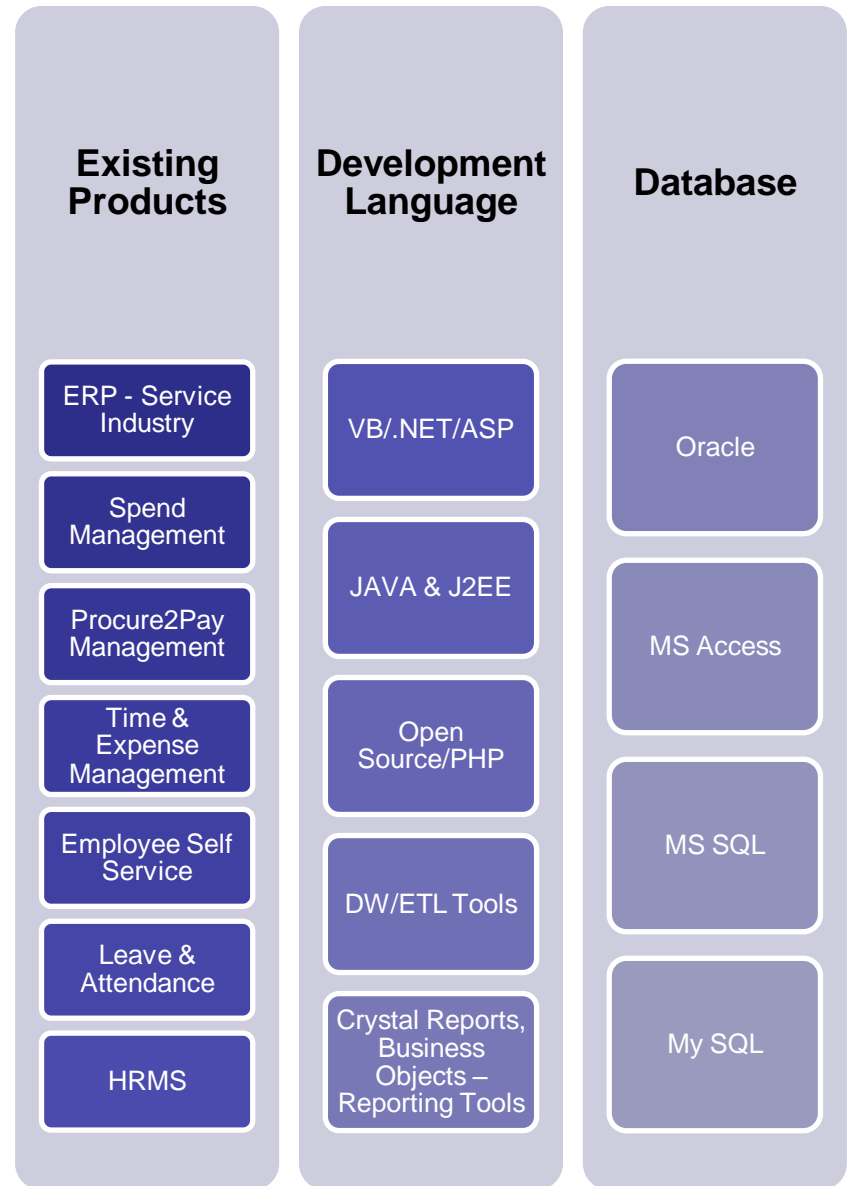 Existing
Products
ERP - Service
Industry
Spend
Management
Procure2Pay
Management
Time &
Expense
Management
Employee Self
Service
Leave &
Attendance
HRMS
Development
Language
VB/.NET/ASP
JAVA & J2EE
Open
Source/PHP
DW/ETL Tools
Crystal Reports,
Business
Objects –
Reporting Tools
Database
Oracle
MS Access
MS SQL
My SQL